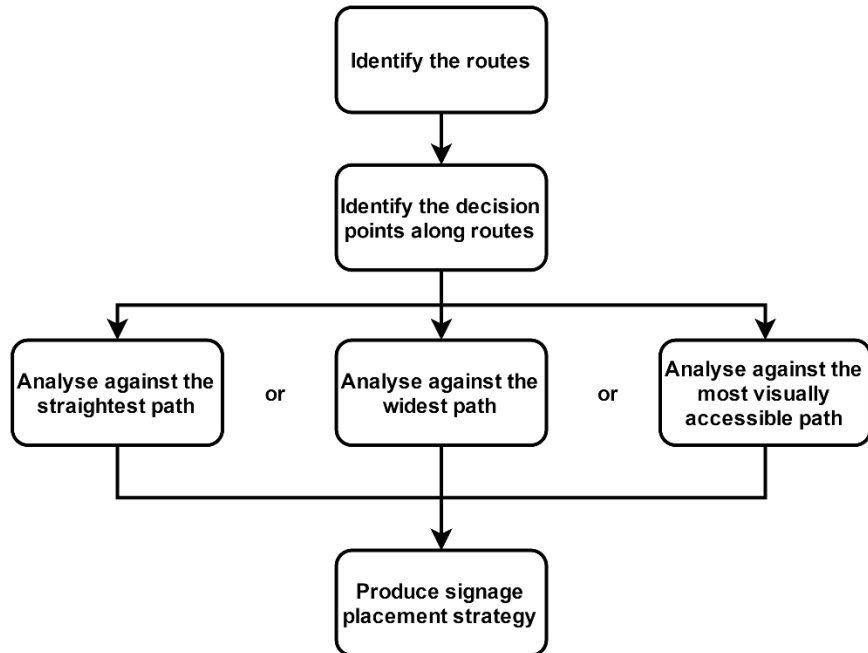 Identify the routes
Identify the decision
points along routes
Analyse against the
straightest path
or
Analyse against the
widest path
or
Analyse against the
most visually
accessible path
Produce signage
placement strategy